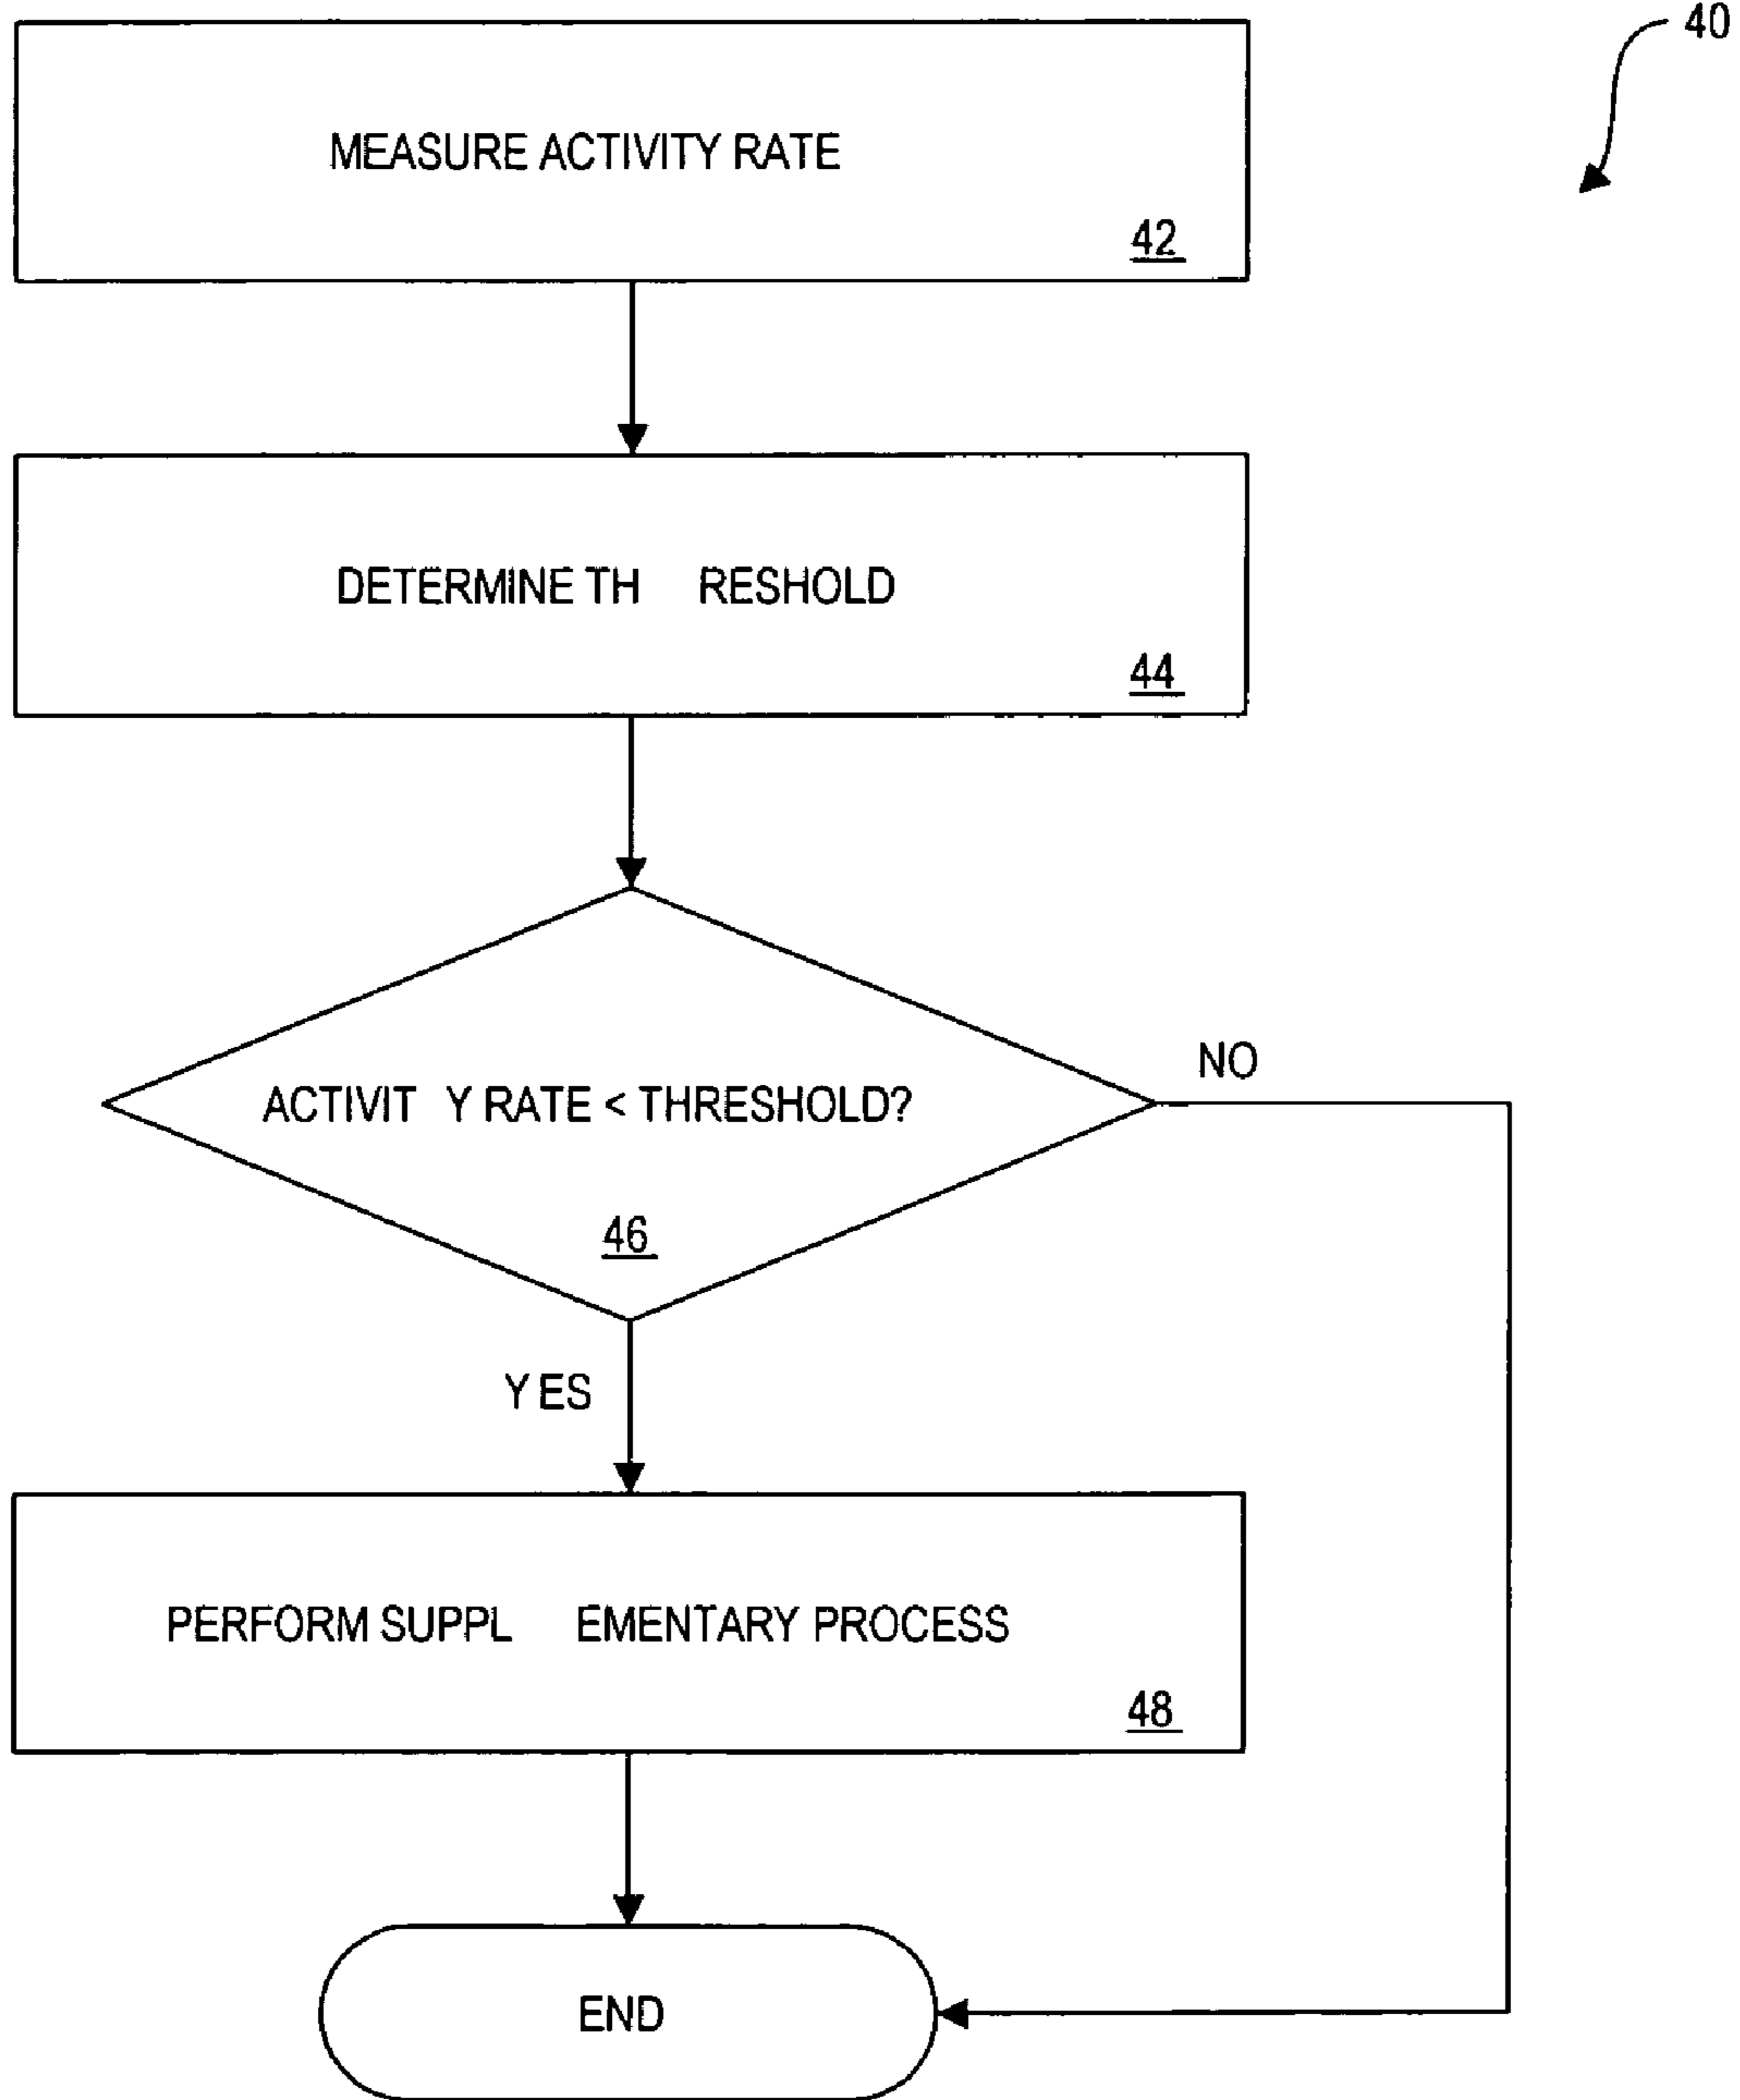 40
MEASURE ACTIVITY RATE
42
DETERMINE TH RESHOLD
44
ACTIVIT Y RATE < THRESHOLD?
46
NO
Y ES
PERFORM SUPPL EMENTARY PROCESS
48
END